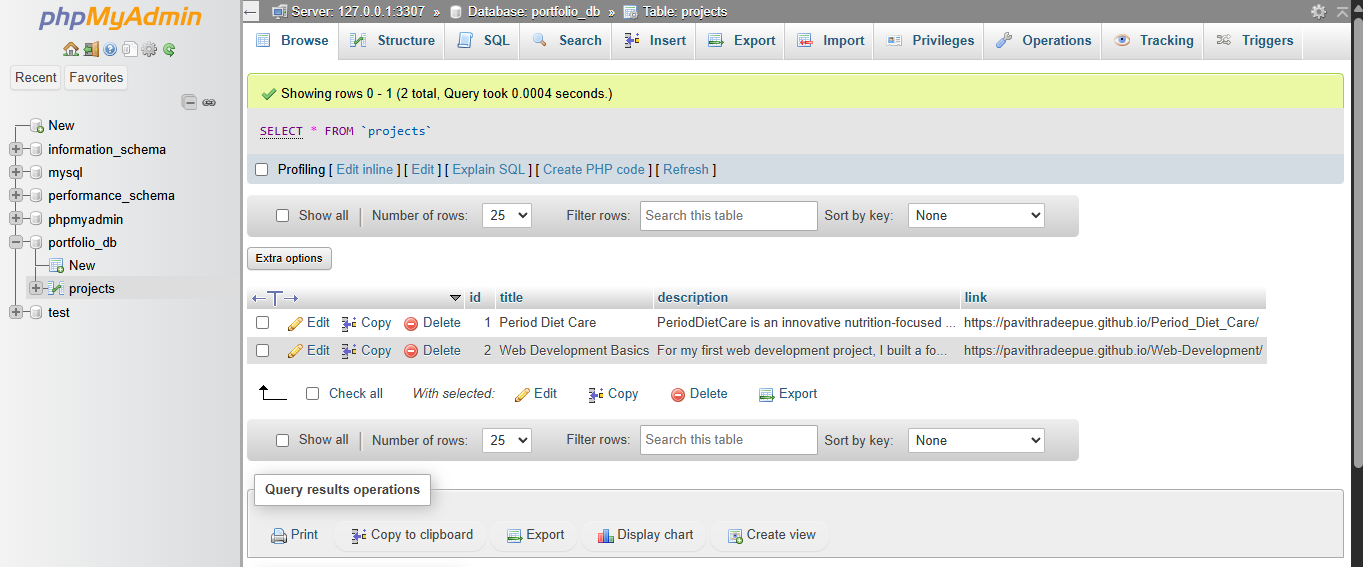 phpMyAdmin
Recent Favorites
New
information_schema
mysql
performance_schema
phpmyadmin
portfolio_db
New
projects
test
Server: 127.0.0.1:3307 » Database: portfolio_db » Table: projects
Browse Structure SQL Search Insert Export Import Privileges Operations Tracking Triggers
Showing rows 0 - 1 (2 total, Query took 0.0004 seconds.)
SELECT * FROM `projects`
Profiling [ Edit inline ] [ Edit ] [ Explain SQL ] [ Create PHP code ] [ Refresh ]
Show all Number of rows: 25 Filter rows: Search this table Sort by key: None
Extra options
id title description link
Edit Copy Delete 1 Period Diet Care PeriodDietCare is an innovative nutrition-focused ... https://pavithradeepue.github.io/Period_Diet_Care/
Edit Copy Delete 2 Web Development Basics For my first web development project, I built a fo... https://pavithradeepue.github.io/Web-Development/
Check all With selected: Edit Copy Delete Export
Show all Number of rows: 25 Filter rows: Search this table Sort by key: None
Query results operations
Print Copy to clipboard Export Display chart Create view